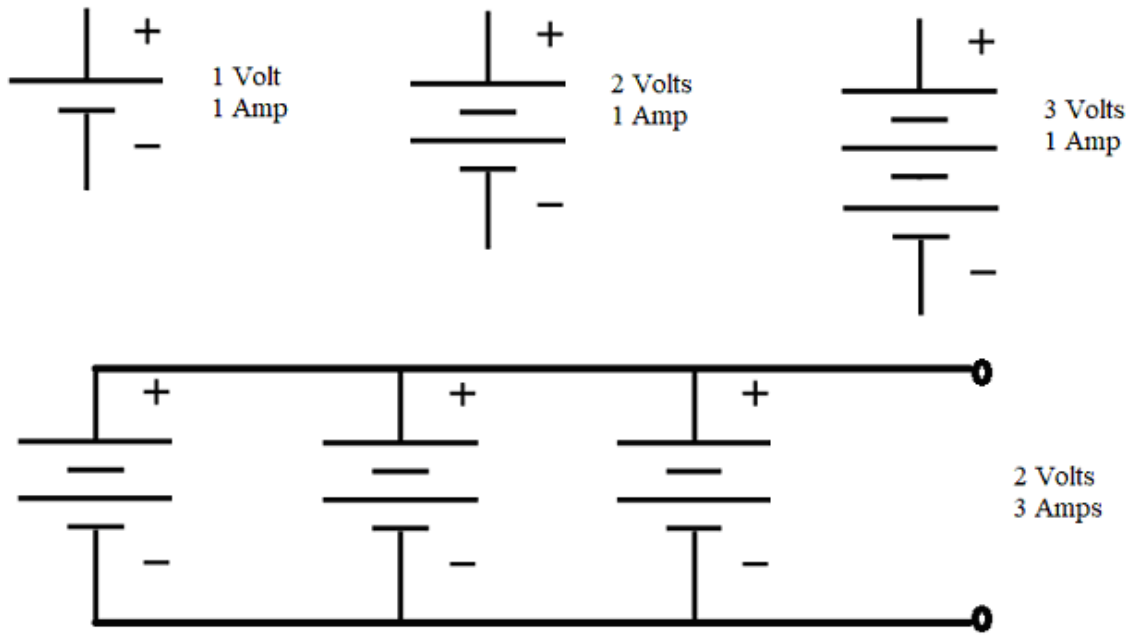 +
1 Volt
1 Amp
−
+
2 Volts
1 Amp
−
+
3 Volts
1 Amp
−
+
−
+
−
+
−
2 Volts
3 Amps